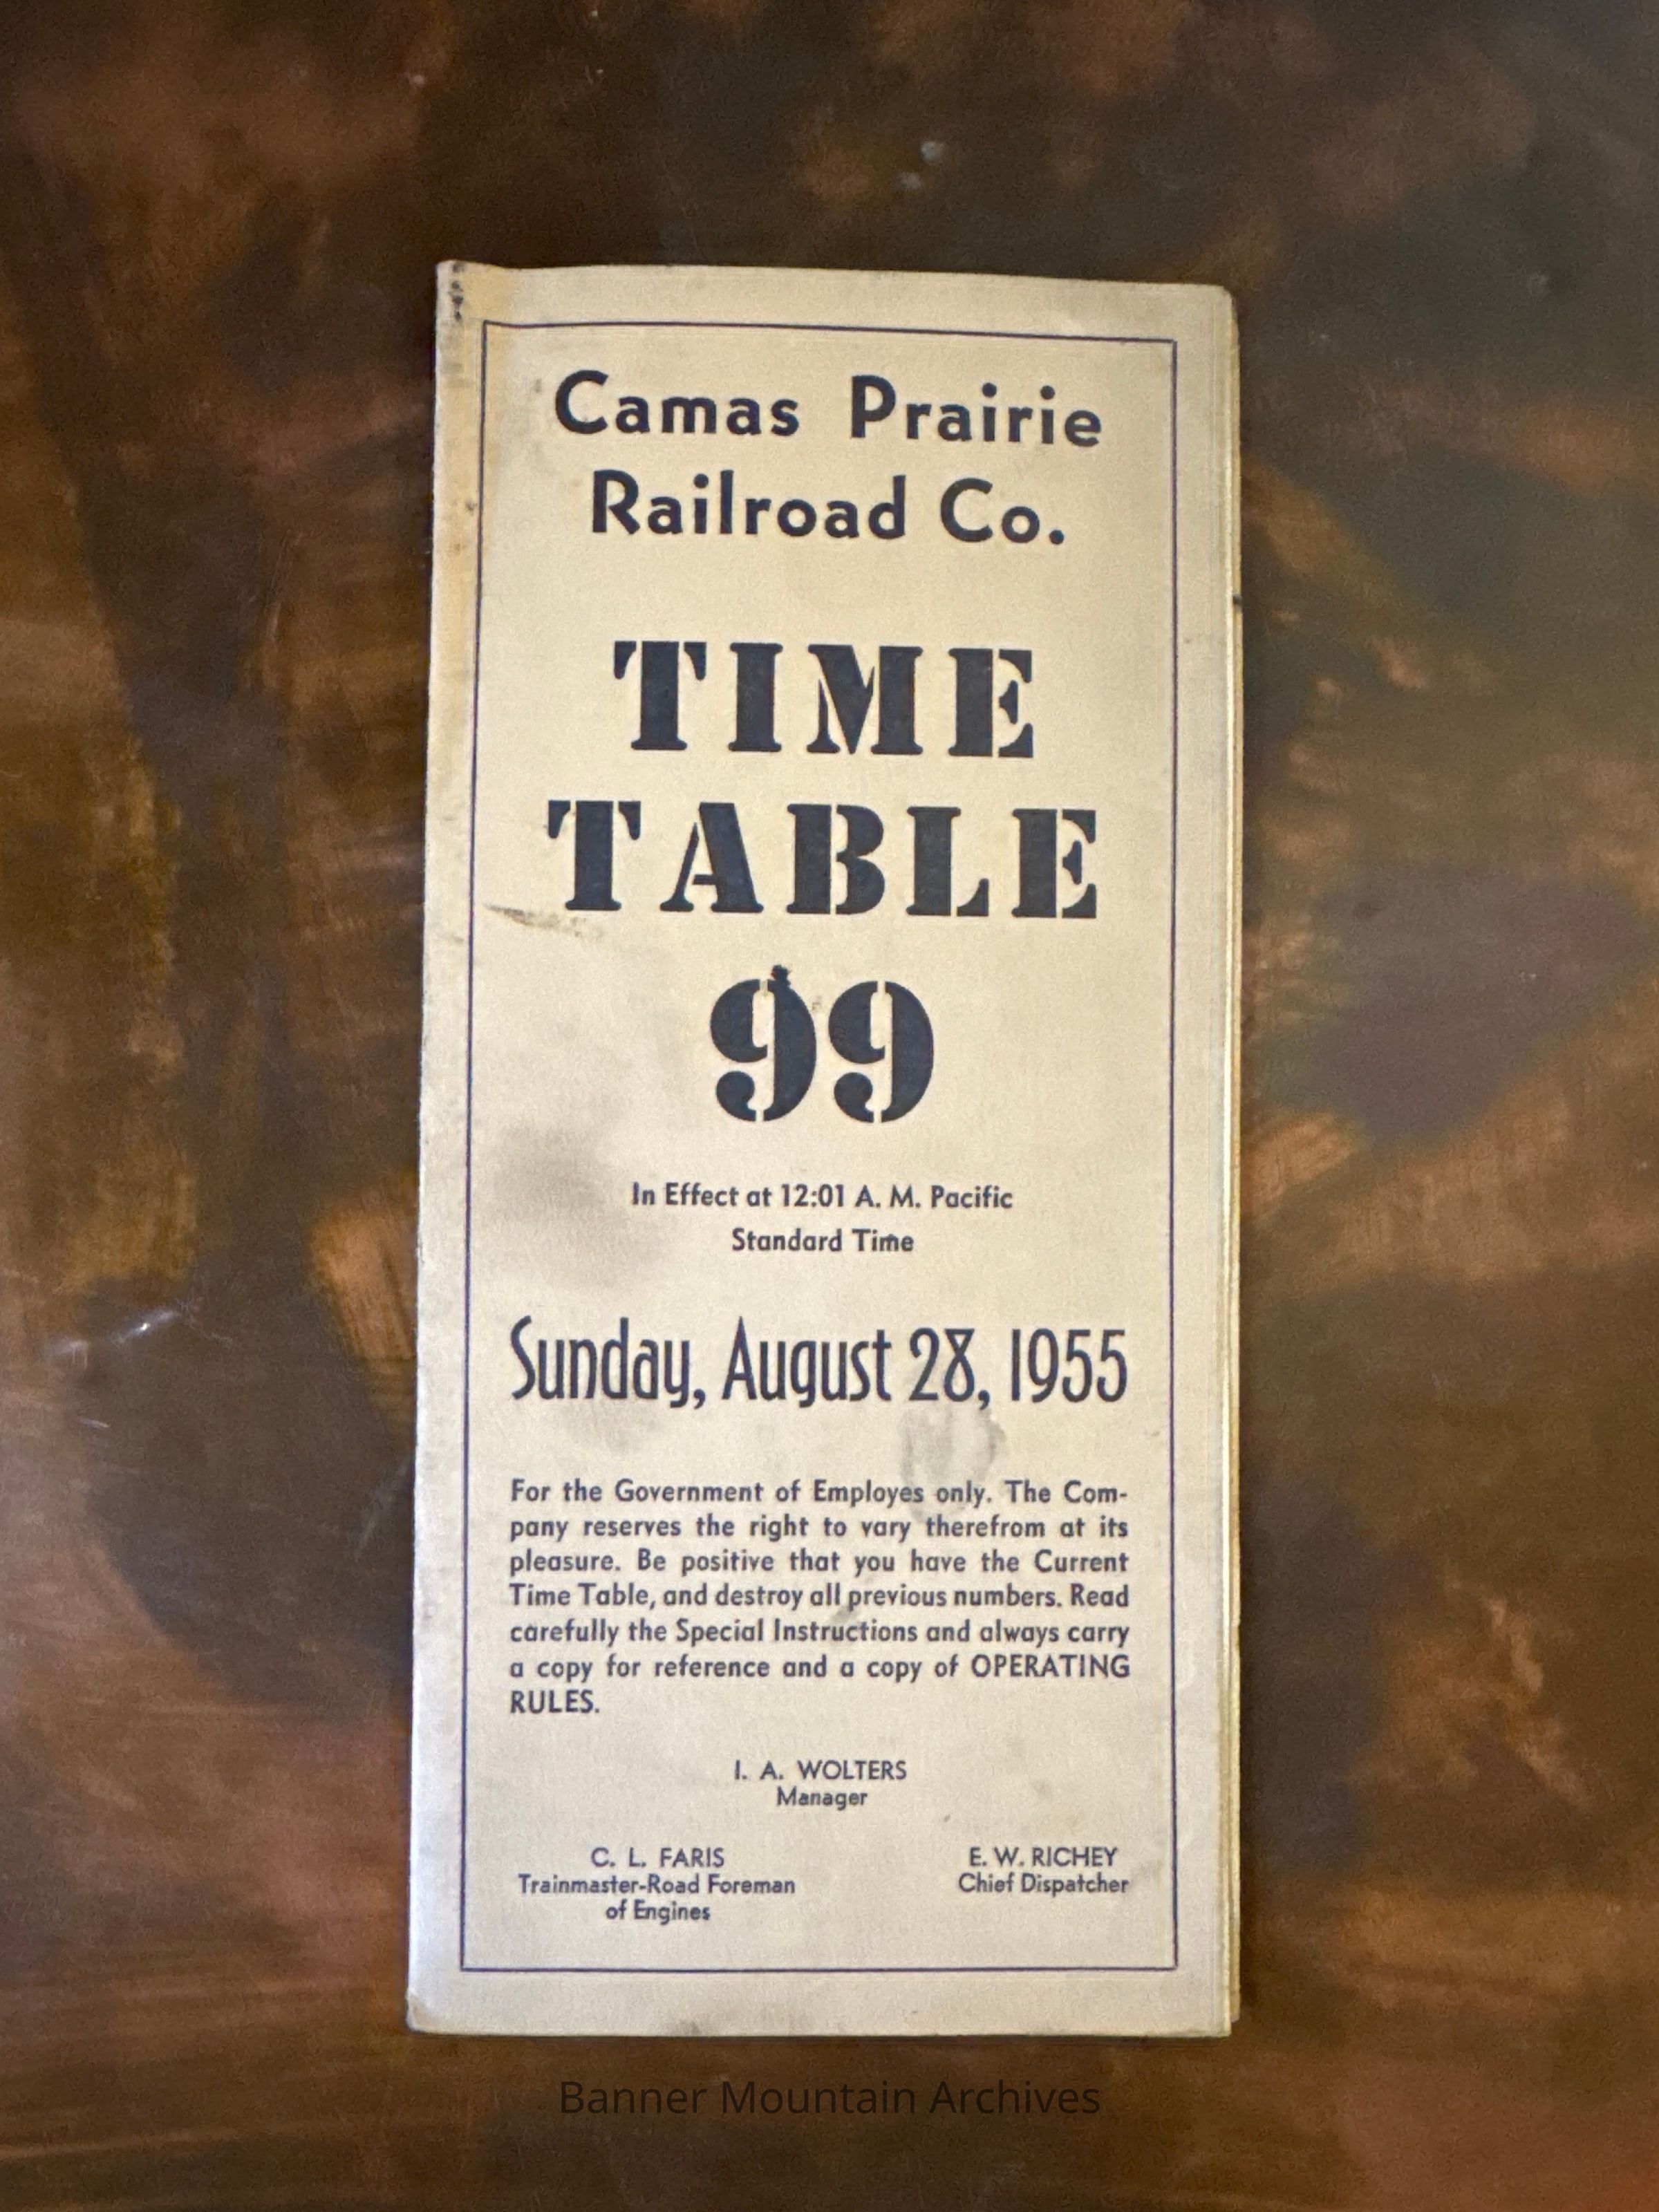 Camas Prairie
Railroad Co.
TIME
TABLE
99
In Effect at 12:01 A. M. Pacific
Standard Time
Sunday, August 28, 1955
For the Government of Employes only. The Com-
pany reserves the right to vary therefrom at its
pleasure. Be positive that you have the Current
Time Table, and destroy all previous numbers. Read
carefully the Special Instructions and always carry
a copy for reference and a copy of OPERATING
RULES.
I. A. WOLTERS
Manager
C. L. FARIS
Trainmaster-Road Foreman
of Engines
E. W. RICHEY
Chief Dispatcher
Banner Mountain Archives